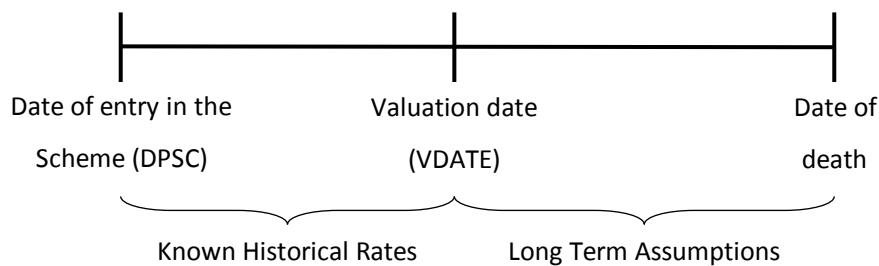 Date of entry in the
Scheme (DPSC)
Valuation date
(VDATE)
Date of
death
Known Historical Rates
Long Term Assumptions